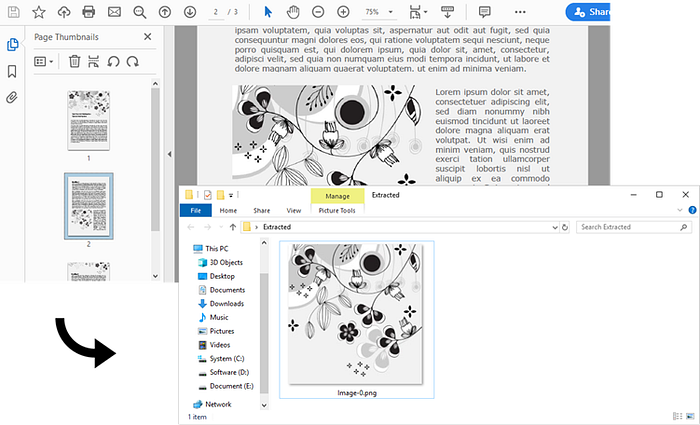 2 / 3
75%
Share
Page Thumbnails
1
2
ipsam voluptatem, quia voluptas sit, aspernatur aut odit aut fugit, sed quia
consequuntur magni dolores eos, qui ratione voluptatem sequi nesciunt, neque
porro quisquam est, qui dolorem ipsum, quia dolor sit, amet, consectetur,
adipisci velit, sed quia non numquam eius modi tempora incidunt, ut labore et
dolore magnam aliquam quaerat voluptatem, ut enim ad minima veniam,
Lorem ipsum dolor sit amet,
consectetuer adipiscing elit,
sed diam nonummy nibh
euismod tincidunt ut laoreet
dolore magna aliquam erat
volutpat. Ut wisi enim ad
minim veniam, quis nostrud
exerci tation ullamcorper
suscipit lobortis nisl ut
aliquip ex ea commodo
Manage
Extracted
File
Home
Share
View
Picture Tools
Extracted
Search Extracted
This PC
3D Objects
Desktop
Documents
Downloads
Music
Pictures
Videos
System (C:)
Software (D:)
Document (E:)
Network
Image-0.png
1 item